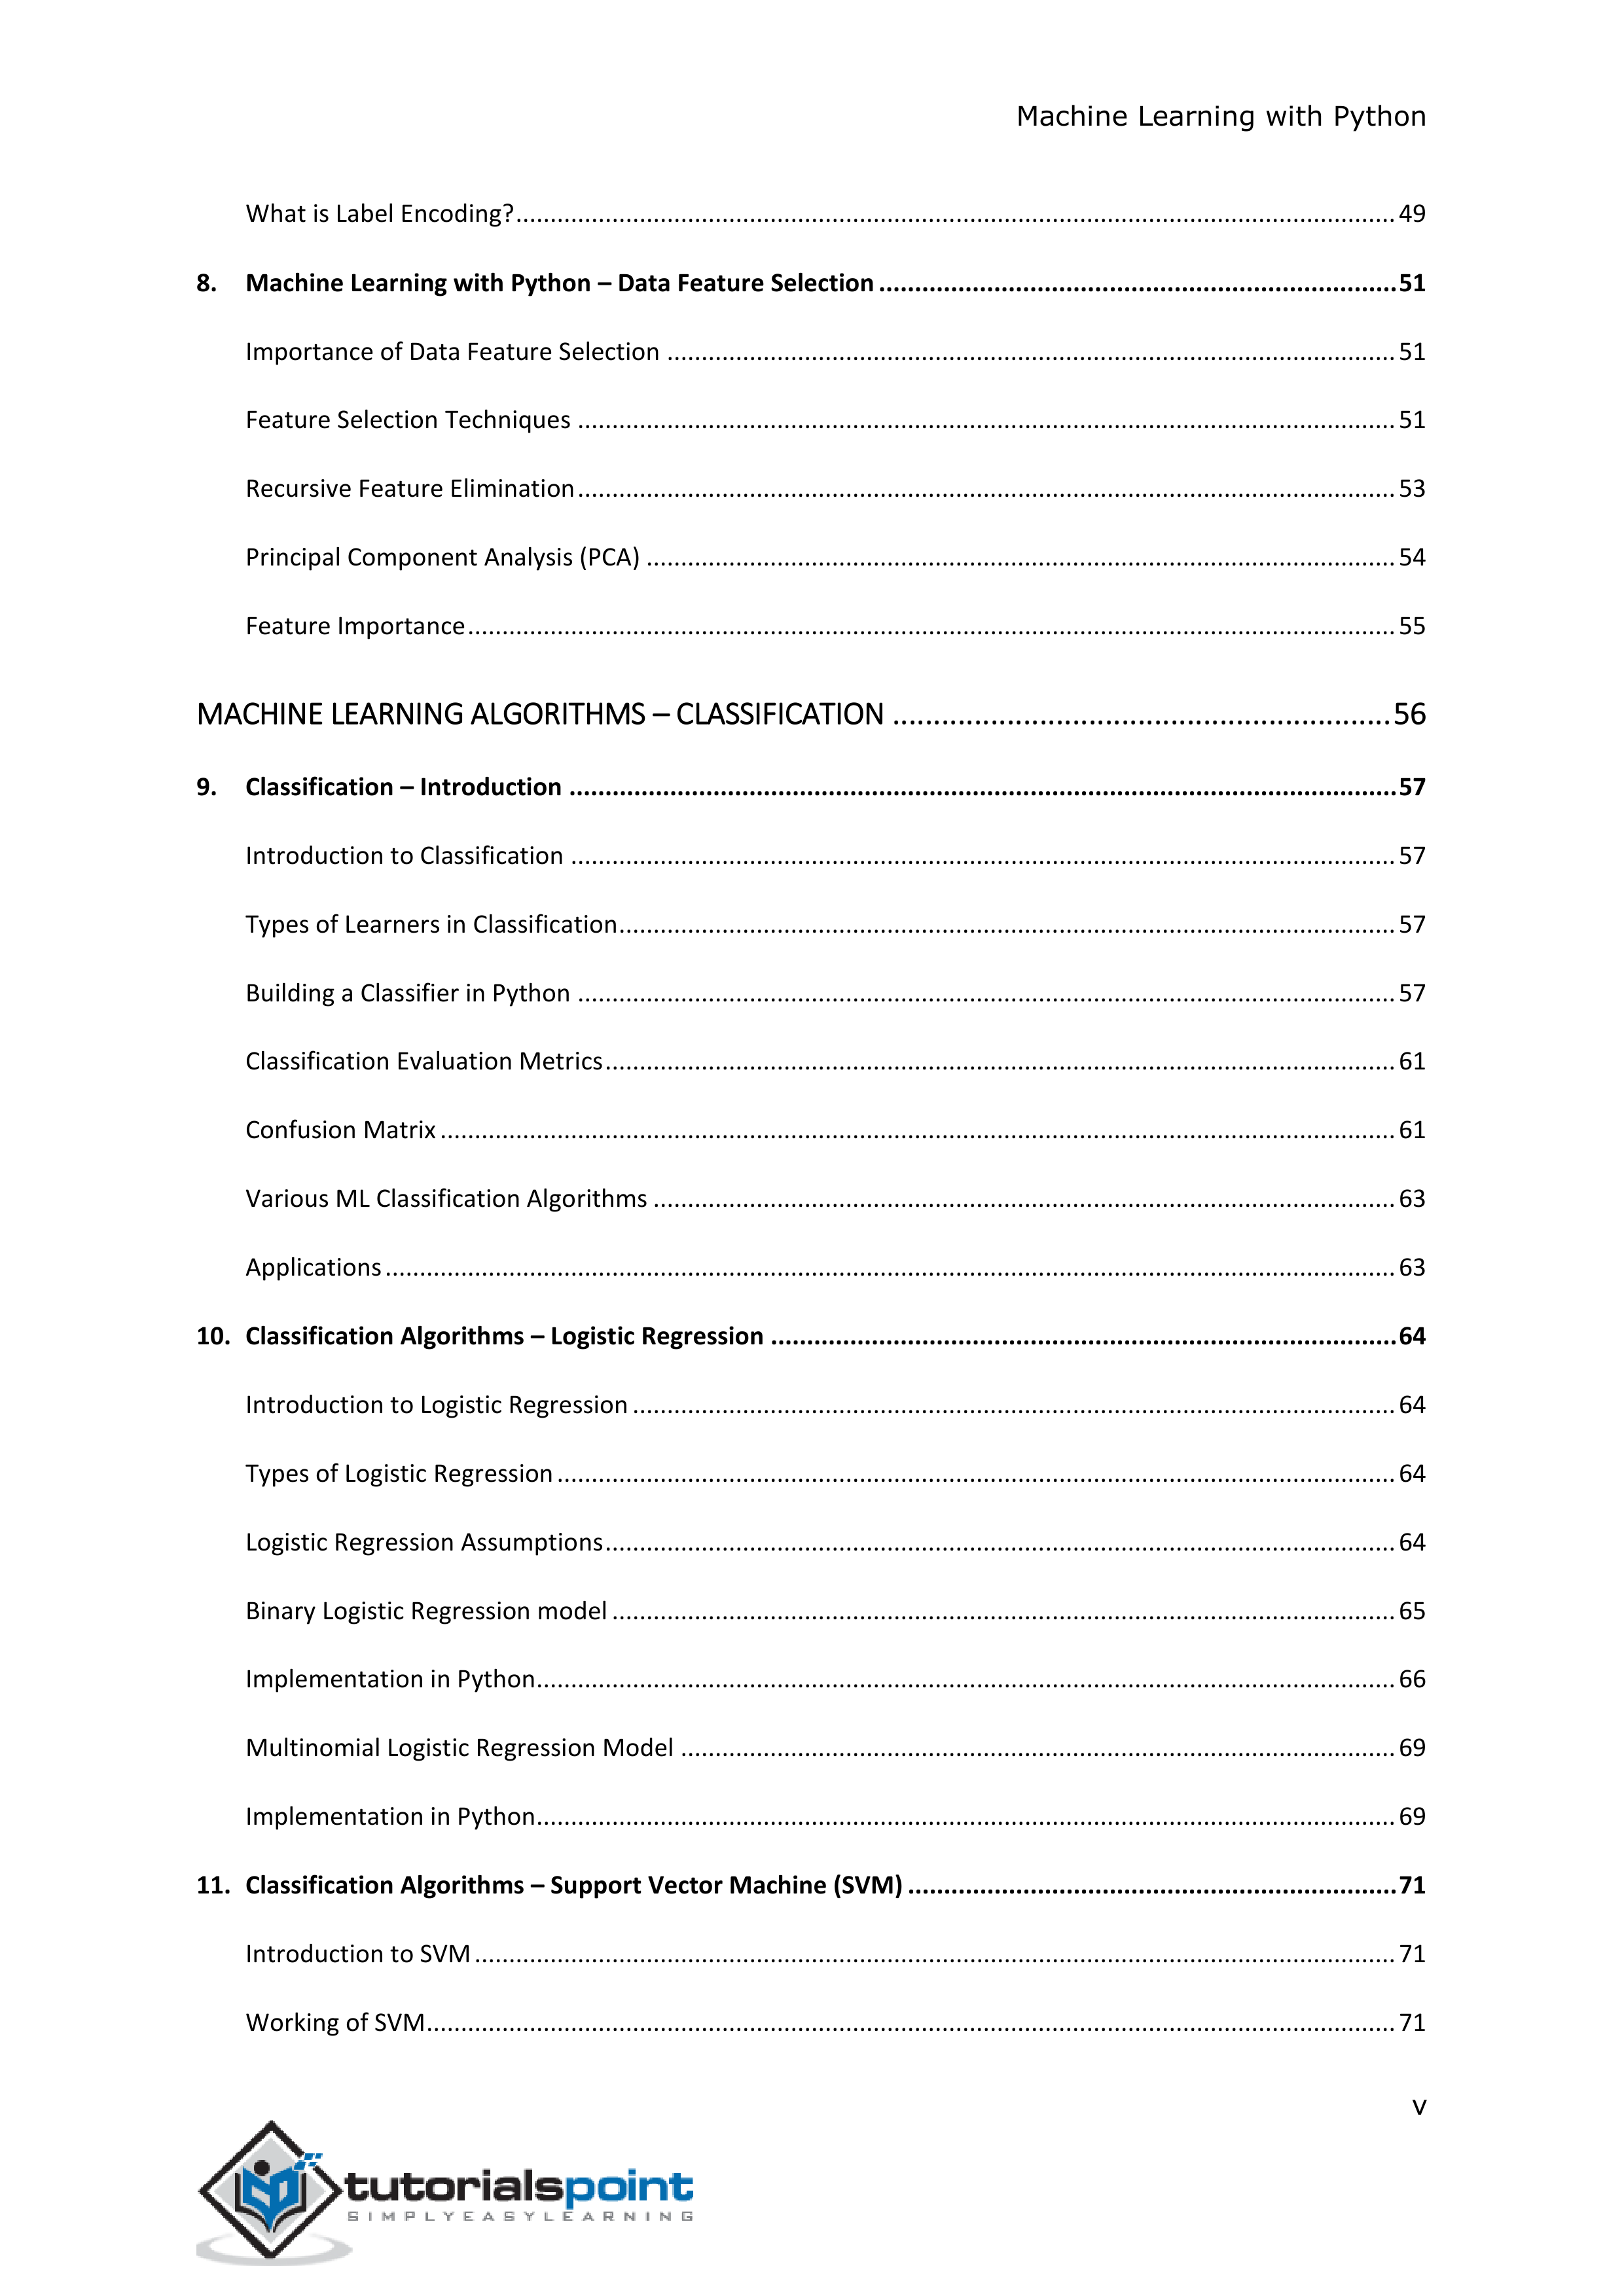 Machine Learning with Python
What is Label Encoding? ........ 49
8. Machine Learning with Python – Data Feature Selection ........ 51
Importance of Data Feature Selection ........ 51
Feature Selection Techniques ........ 51
Recursive Feature Elimination ........ 53
Principal Component Analysis (PCA) ........ 54
Feature Importance ........ 55
MACHINE LEARNING ALGORITHMS – CLASSIFICATION ........ 56
9. Classification – Introduction ........ 57
Introduction to Classification ........ 57
Types of Learners in Classification ........ 57
Building a Classifier in Python ........ 57
Classification Evaluation Metrics ........ 61
Confusion Matrix ........ 61
Various ML Classification Algorithms ........ 63
Applications ........ 63
10. Classification Algorithms – Logistic Regression ........ 64
Introduction to Logistic Regression ........ 64
Types of Logistic Regression ........ 64
Logistic Regression Assumptions ........ 64
Binary Logistic Regression model ........ 65
Implementation in Python ........ 66
Multinomial Logistic Regression Model ........ 69
Implementation in Python ........ 69
11. Classification Algorithms – Support Vector Machine (SVM) ........ 71
Introduction to SVM ........ 71
Working of SVM ........ 71
v
tutorialspoint
SIMPLYEASYLEARNING